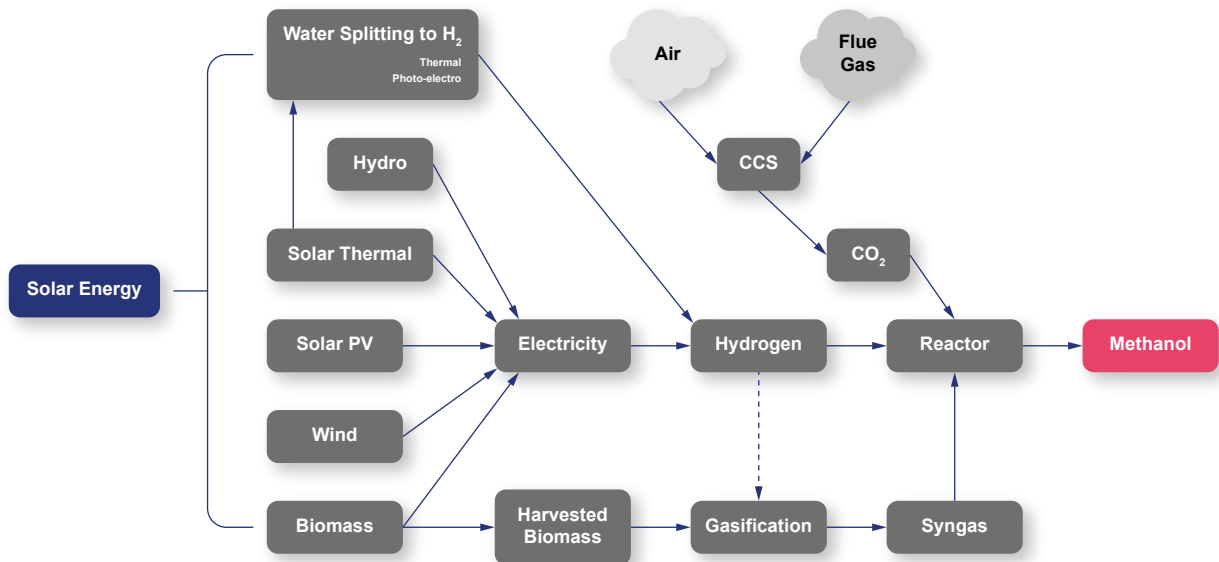 Water Splitting to H₂
Thermal
Photo-electro
Air
Flue
Gas
Hydro
CCS
Solar Thermal
CO₂
Solar Energy
Solar PV
Electricity
Hydrogen
Reactor
Methanol
Wind
Biomass
Harvested
Biomass
Gasification
Syngas